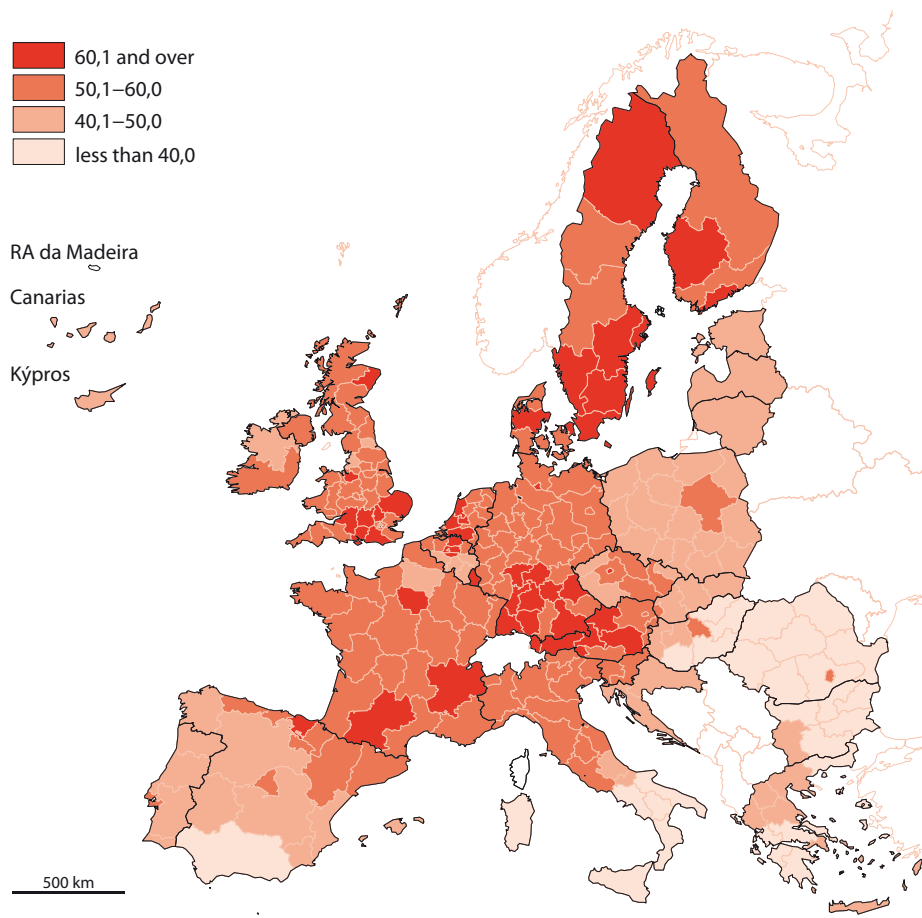 60,1 and over
50,1–60,0
40,1–50,0
less than 40,0
RA da Madeira
Canarias
Kýpros
500 km